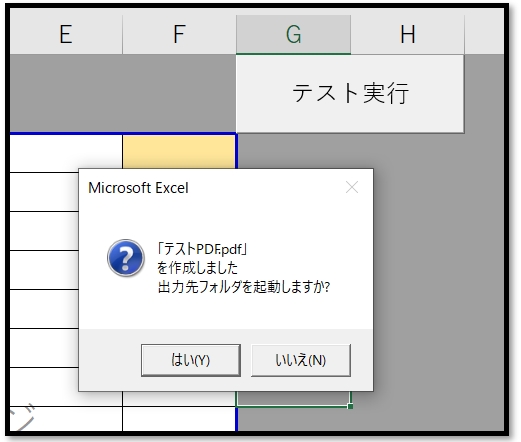 E F G H
テスト実行
Microsoft Excel
「テストPDF.pdf」
を作成しました
出力先フォルダを起動しますか?
はい(Y) いいえ(N)